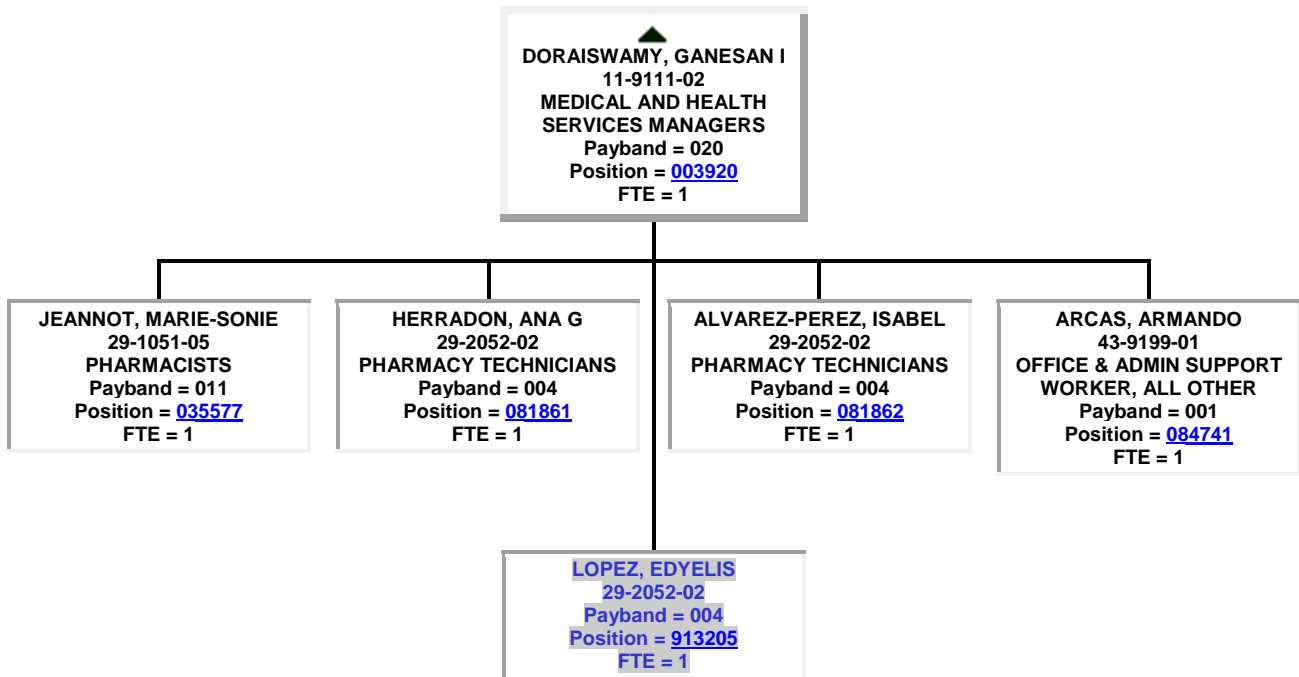 DORAISWAMY, GANESAN I
11-9111-02
MEDICAL AND HEALTH
SERVICES MANAGERS
Payband = 020
Position = 003920
FTE = 1
JEANNOT, MARIE-SONIE
29-1051-05
PHARMACISTS
Payband = 011
Position = 035577
FTE = 1
HERRADON, ANA G
29-2052-02
PHARMACY TECHNICIANS
Payband = 004
Position = 081861
FTE = 1
ALVAREZ-PEREZ, ISABEL
29-2052-02
PHARMACY TECHNICIANS
Payband = 004
Position = 081862
FTE = 1
ARCAS, ARMANDO
43-9199-01
OFFICE & ADMIN SUPPORT
WORKER, ALL OTHER
Payband = 001
Position = 084741
FTE = 1
LOPEZ, EDYELIS
29-2052-02
Payband = 004
Position = 913205
FTE = 1